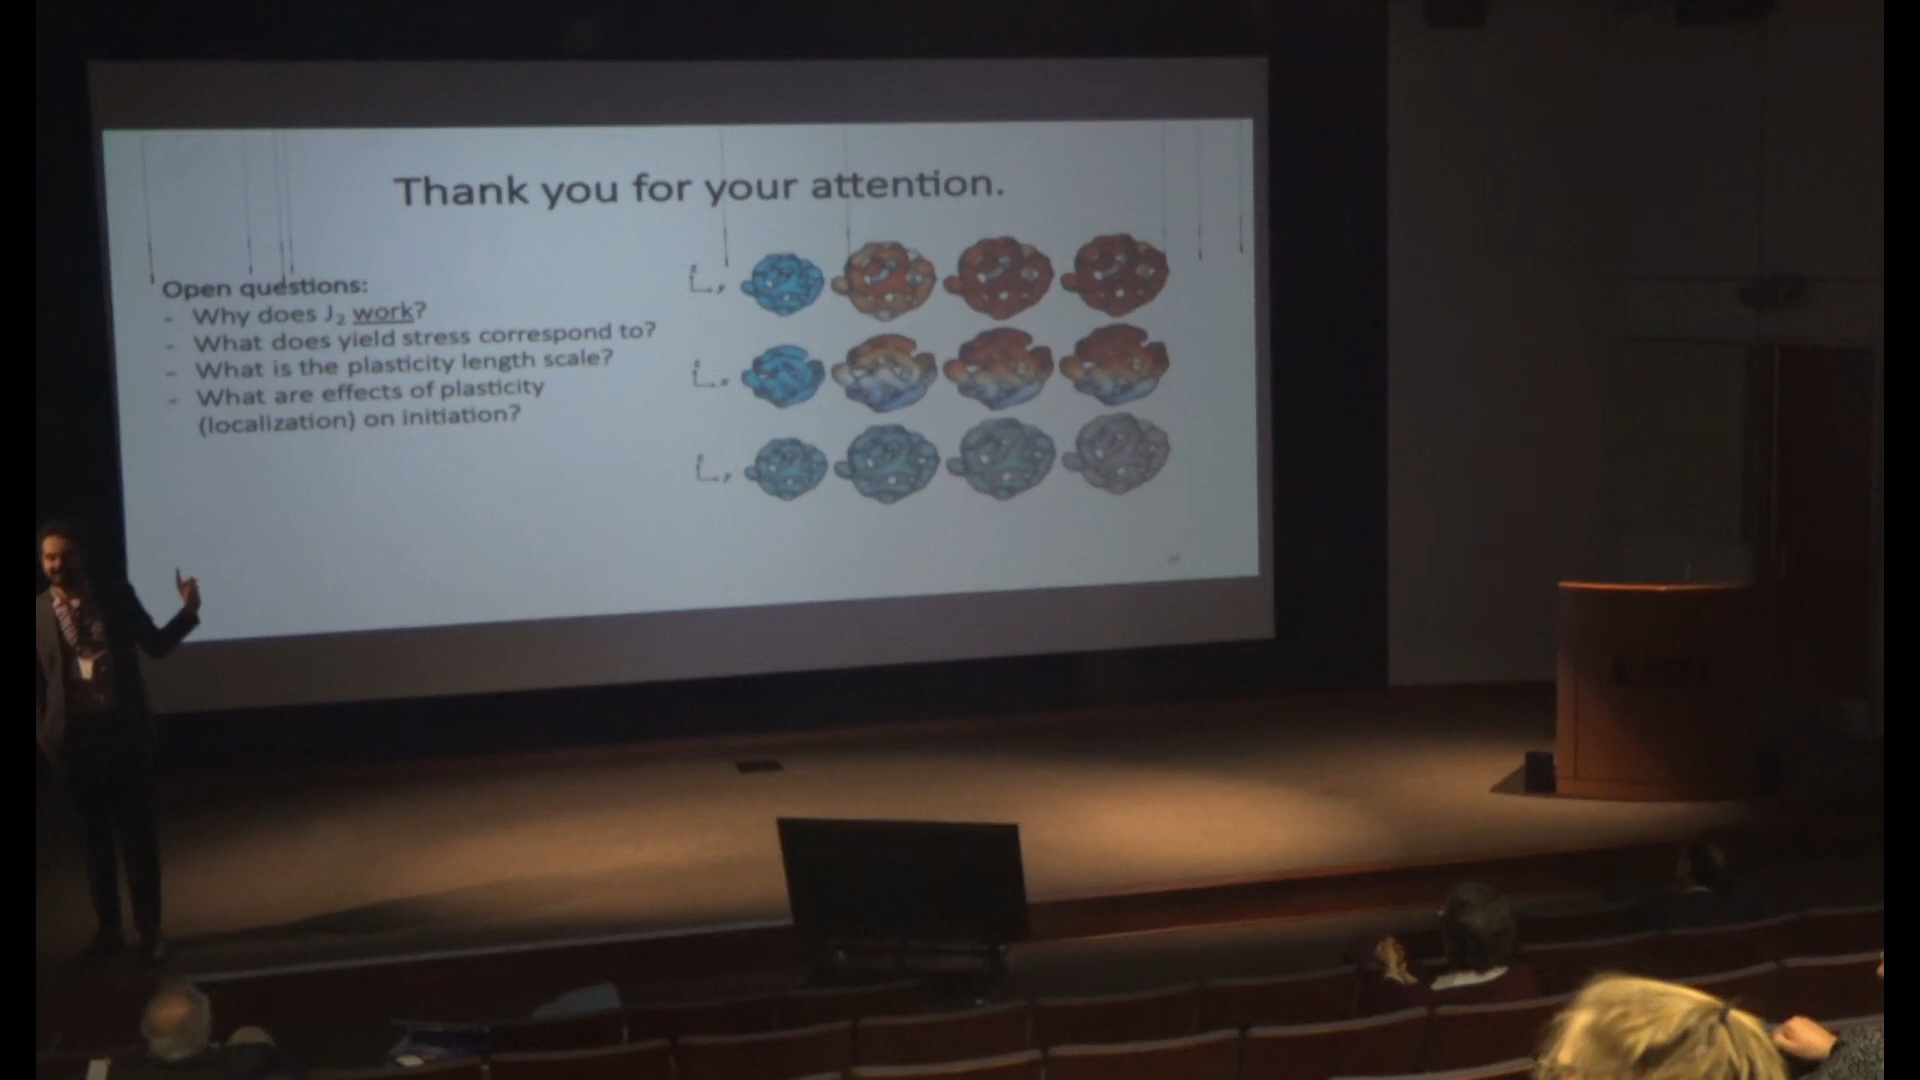 Thank you for your attention.
Open questions:
- Why does J₂ work?
- What does yield stress correspond to?
- What is the plasticity length scale?
- What are effects of plasticity
(localization) on initiation?